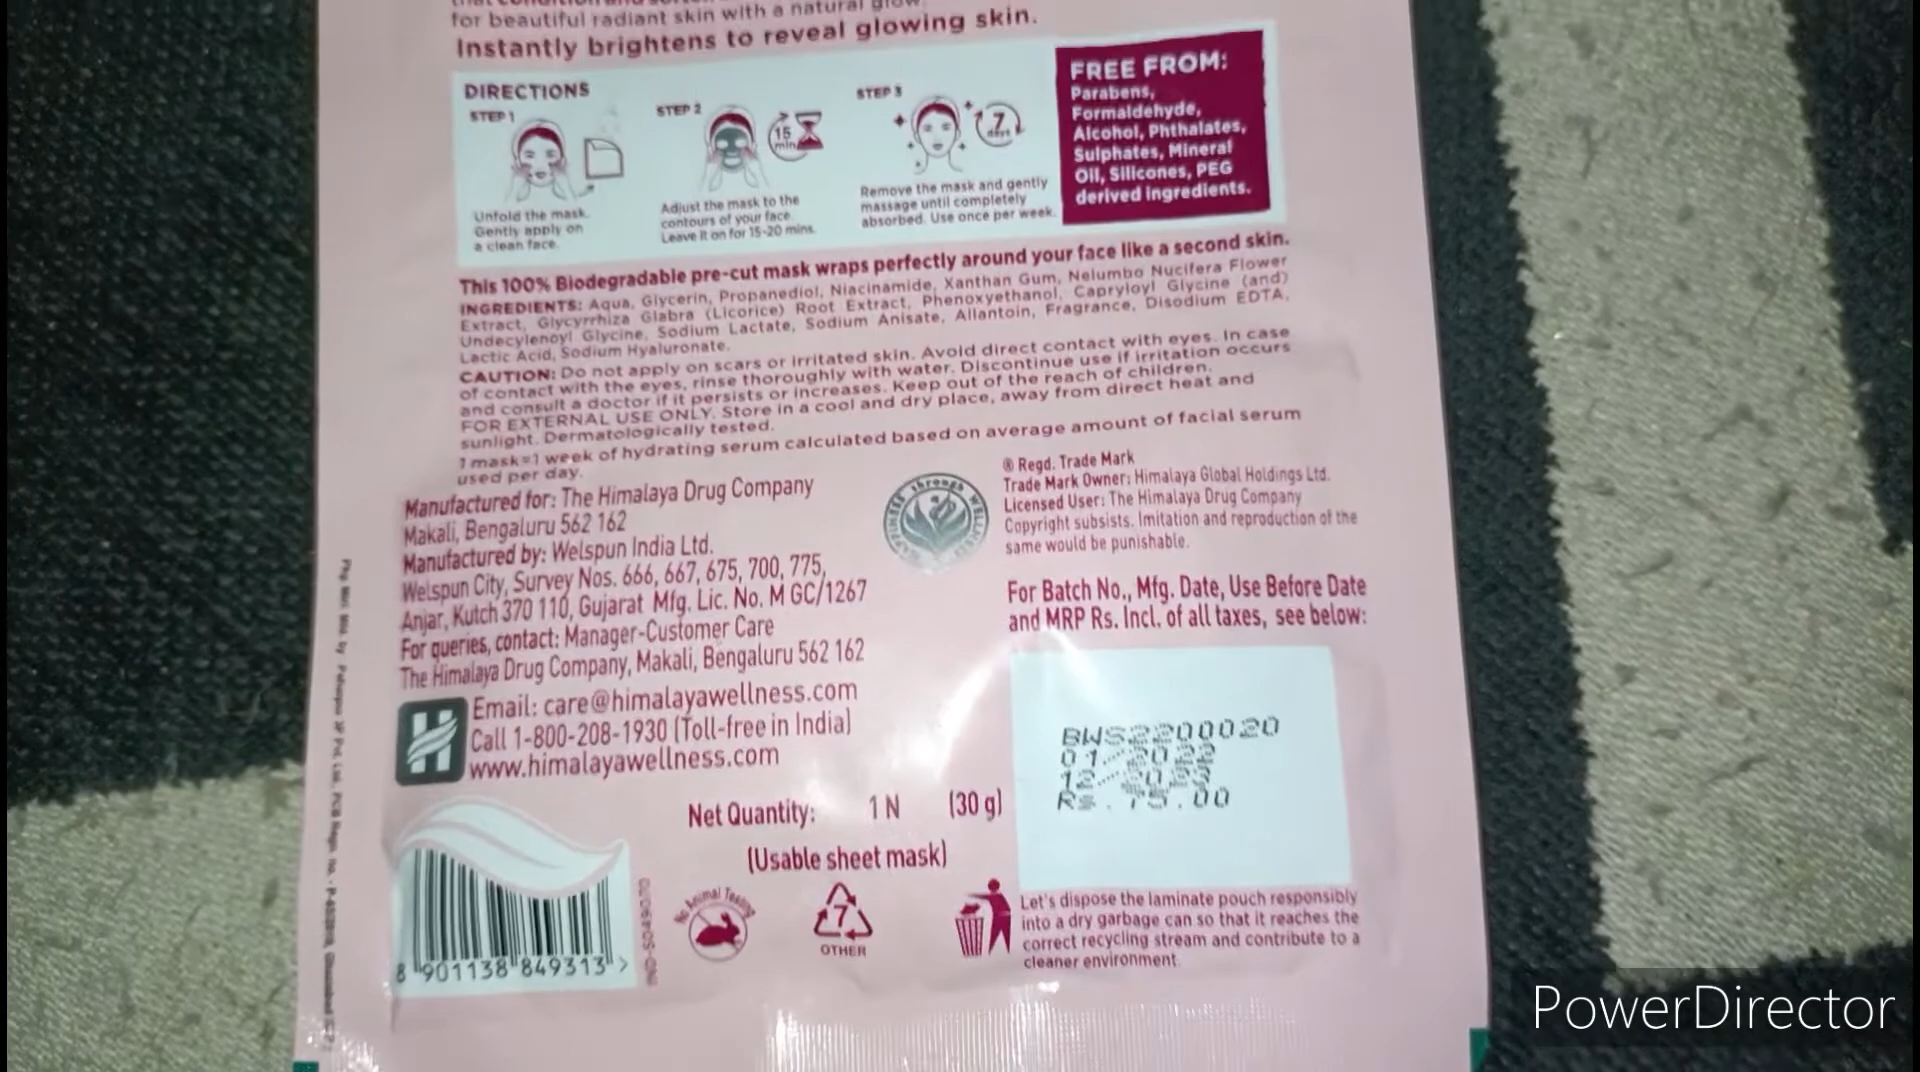 for beautiful radiant skin with a natural glow
Instantly brightens to reveal glowing skin.
DIRECTIONS
STEP 1
Unfold the mask.
Gently apply on
a clean face.
STEP 2
15
min
Adjust the mask to the
contours of your face.
Leave it on for 15-20 mins.
STEP 3
7
days
Remove the mask and gently
massage until completely
absorbed. Use once per week.
FREE FROM:
Parabens,
Formaldehyde,
Alcohol, Phthalates,
Sulphates, Mineral
Oil, Silicones, PEG
derived ingredients.
This 100% Biodegradable pre-cut mask wraps perfectly around your face like a second skin.
INGREDIENTS: Aqua, Glycerin, Propanediol, Niacinamide, Xanthan Gum, Nelumbo Nucifera Flower
Extract, Glycyrrhiza Glabra (Licorice) Root Extract, Phenoxyethanol, Capryloyl Glycine (and)
Undecylenoyl Glycine, Sodium Lactate, Sodium Anisate, Allantoin, Fragrance, Disodium EDTA,
Lactic Acid, Sodium Hyaluronate.
CAUTION: Do not apply on scars or irritated skin. Avoid direct contact with eyes. In case
of contact with the eyes, rinse thoroughly with water. Discontinue use if irritation occurs
and consult a doctor if it persists or increases. Keep out of the reach of children.
FOR EXTERNAL USE ONLY. Store in a cool and dry place, away from direct heat and
sunlight. Dermatologically tested.
1 mask=1 week of hydrating serum calculated based on average amount of facial serum
used per day.
Manufactured for: The Himalaya Drug Company
Makali, Bengaluru 562 162
Manufactured by: Welspun India Ltd.
Welspun City, Survey Nos. 666, 667, 675, 700, 775,
Anjar, Kutch 370 110, Gujarat Mfg. Lic. No. M GC/1267
For queries, contact: Manager-Customer Care
The Himalaya Drug Company, Makali, Bengaluru 562 162
Email: care@himalayawellness.com
Call 1-800-208-1930 (Toll-free in India)
www.himalayawellness.com
HAPPINESS through WELLNESS
® Regd. Trade Mark
Trade Mark Owner: Himalaya Global Holdings Ltd.
Licensed User: The Himalaya Drug Company
Copyright subsists. Imitation and reproduction of the
same would be punishable.
For Batch No., Mfg. Date, Use Before Date
and MRP Rs. Incl. of all taxes, see below:
BWS2200020
01/2022
Rs. 75.00
Net Quantity: 1 N (30 g)
(Usable sheet mask)
8 901138 849313 >
No Animal Testing
7
OTHER
Let's dispose the laminate pouch responsibly
into a dry garbage can so that it reaches the
correct recycling stream and contribute to a
cleaner environment.
PowerDirector